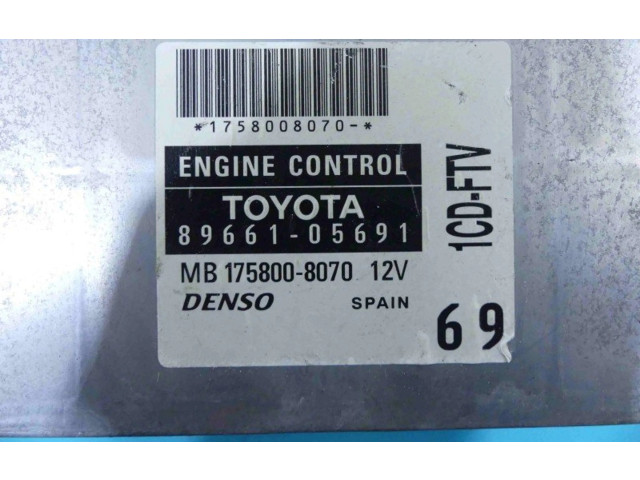 *1758008070-*
ENGINE CONTROL
TOYOTA
89661-05691
MB 175800-8070 12V
DENSO SPAIN
1CD-FTV
69